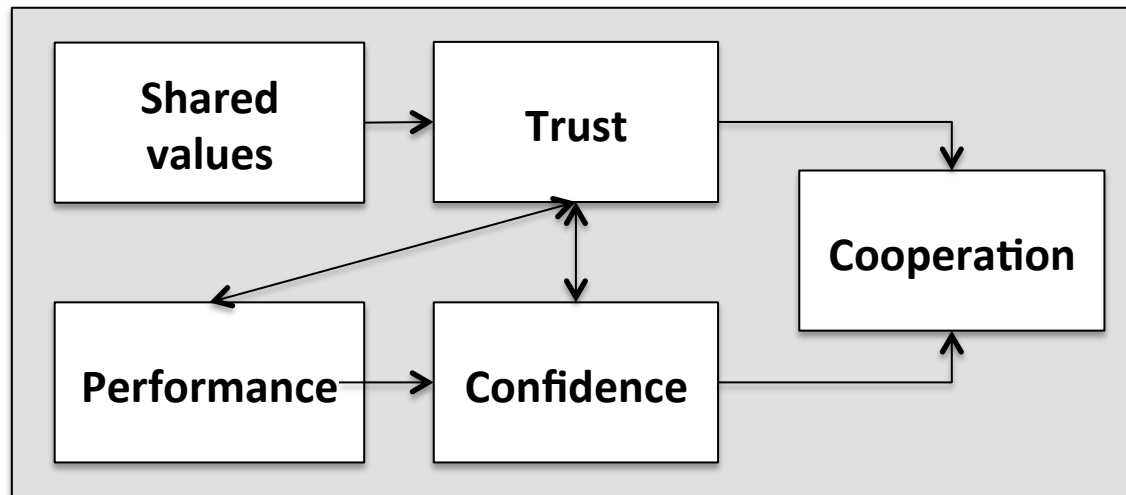 Shared
values
Trust
Cooperation
Performance
Confidence